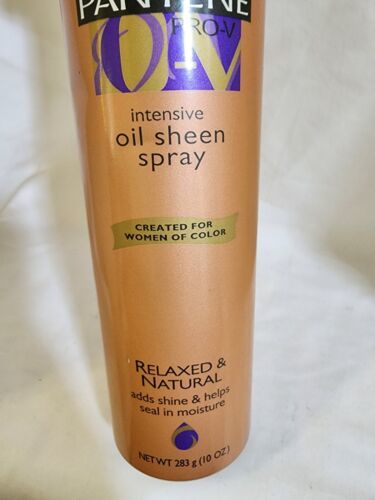 PANTENE
PRO-V
intensive
oil sheen
spray
CREATED FOR
WOMEN OF COLOR
RELAXED &
NATURAL
adds shine & helps
seal in moisture
NET WT 283 g (10 OZ)